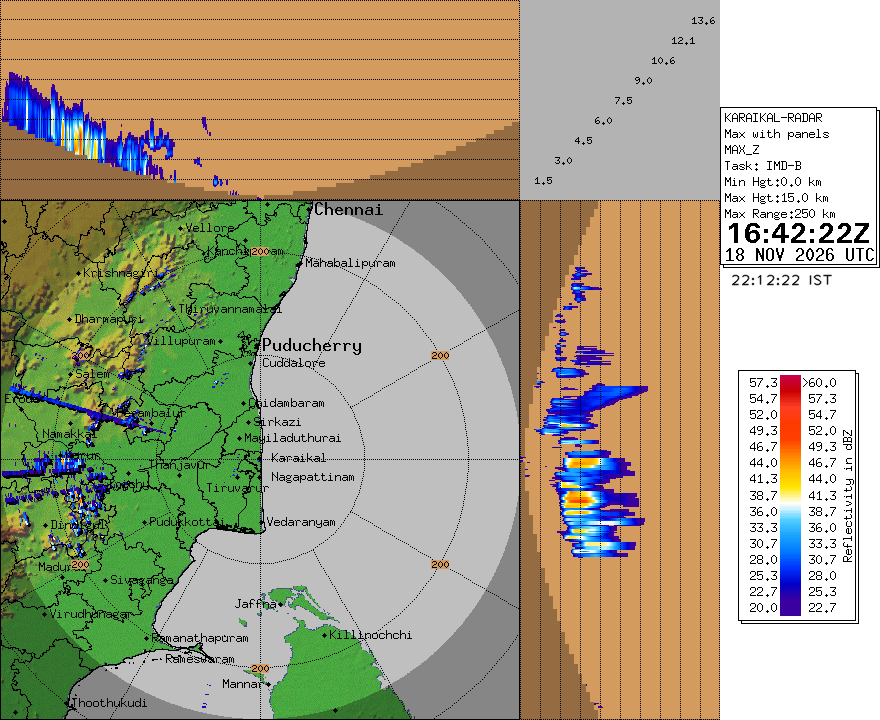 13.6
12.1
10.6
9.0
7.5
6.0
4.5
3.0
1.5
KARAIKAL-RADAR
Max with panels
MAX_Z
Task: IMD-B
Min Hgt:0.0 km
Max Hgt:15.0 km
Max Range:250 km
16:42:22Z
18 NOV 2026 UTC
22:12:22 IST
Chennai
Vellore
200
Mahabalipuram
Krishnagiri
Thiruvannamalai
Dharmapuri
Villupuram
Puducherry
200
200
Cuddalore
Salem
Chidambaram
Perambalur
Sirkazi
Namakkal
Mayiladuthurai
Thanjavur
Karaikal
Nagapattinam
Tiruvarur
Pudukkottai
Vedaranyam
Madurai
200
200
Sivaganga
Jaffna
Virudhunagar
Ramanathapuram
Killinochchi
Rameswaram
200
Mannar
Thoothukudi
57.3 >60.0
54.7 57.3
52.0 54.7
49.3 52.0
46.7 49.3
44.0 46.7
41.3 44.0
38.7 41.3
36.0 38.7
33.3 36.0
30.7 33.3
28.0 30.7
25.3 28.0
22.7 25.3
20.0 22.7
Reflectivity in dBZ